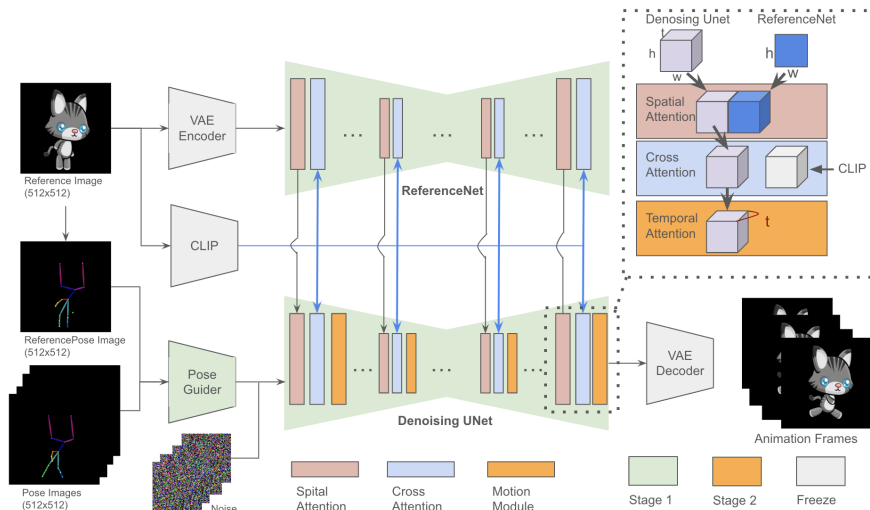 Reference Image
(512x512)
ReferencePose Image
(512x512)
Pose Images
(512x512)
VAE
Encoder
CLIP
Pose
Guider
Noise
ReferenceNet
Denoising UNet
VAE
Decoder
Animation Frames
Denosing Unet
ReferenceNet
t
h
w
h
w
Spatial
Attention
Cross
Attention
CLIP
Temporal
Attention
t
Spital
Attention
Cross
Attention
Motion
Module
Stage 1
Stage 2
Freeze